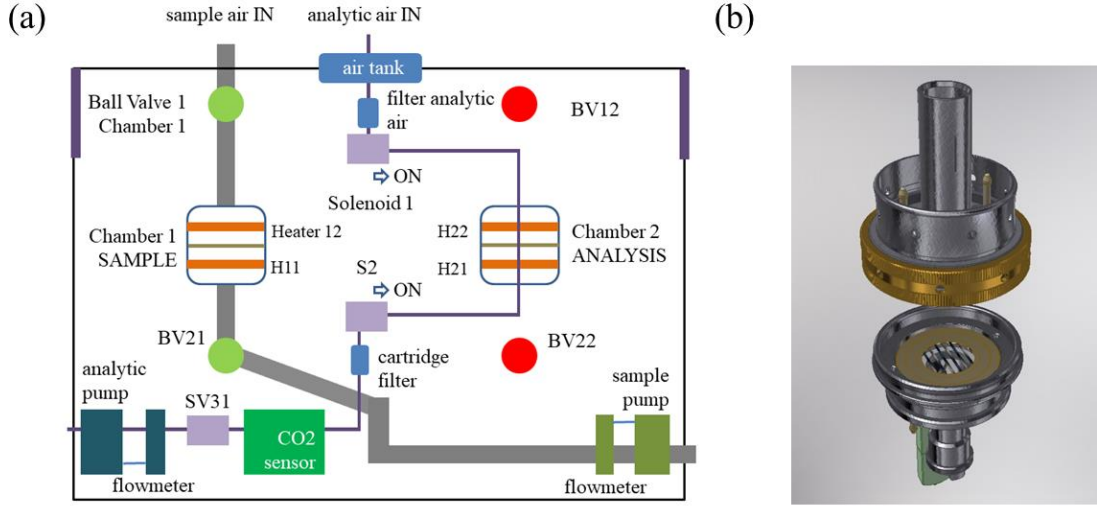 (a)
sample air IN
analytic air IN
air tank
Ball Valve 1
Chamber 1
filter analytic
air
BV12
ON
Solenoid 1
Chamber 1
SAMPLE
Heater 12
H11
H22
H21
Chamber 2
ANALYSIS
S2
ON
BV21
BV22
cartridge
filter
analytic
pump
SV31
CO2
sensor
sample
pump
flowmeter
flowmeter
(b)